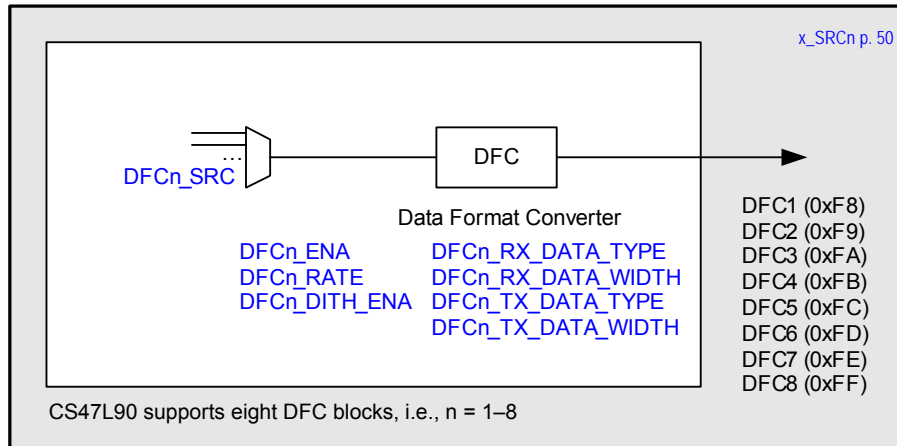 x_SRCn p. 50
...
DFCn_SRC
DFC
Data Format Converter
DFCn_ENA
DFCn_RATE
DFCn_DITH_ENA
DFCn_RX_DATA_TYPE
DFCn_RX_DATA_WIDTH
DFCn_TX_DATA_TYPE
DFCn_TX_DATA_WIDTH
DFC1 (0xF8)
DFC2 (0xF9)
DFC3 (0xFA)
DFC4 (0xFB)
DFC5 (0xFC)
DFC6 (0xFD)
DFC7 (0xFE)
DFC8 (0xFF)
CS47L90 supports eight DFC blocks, i.e., n = 1–8